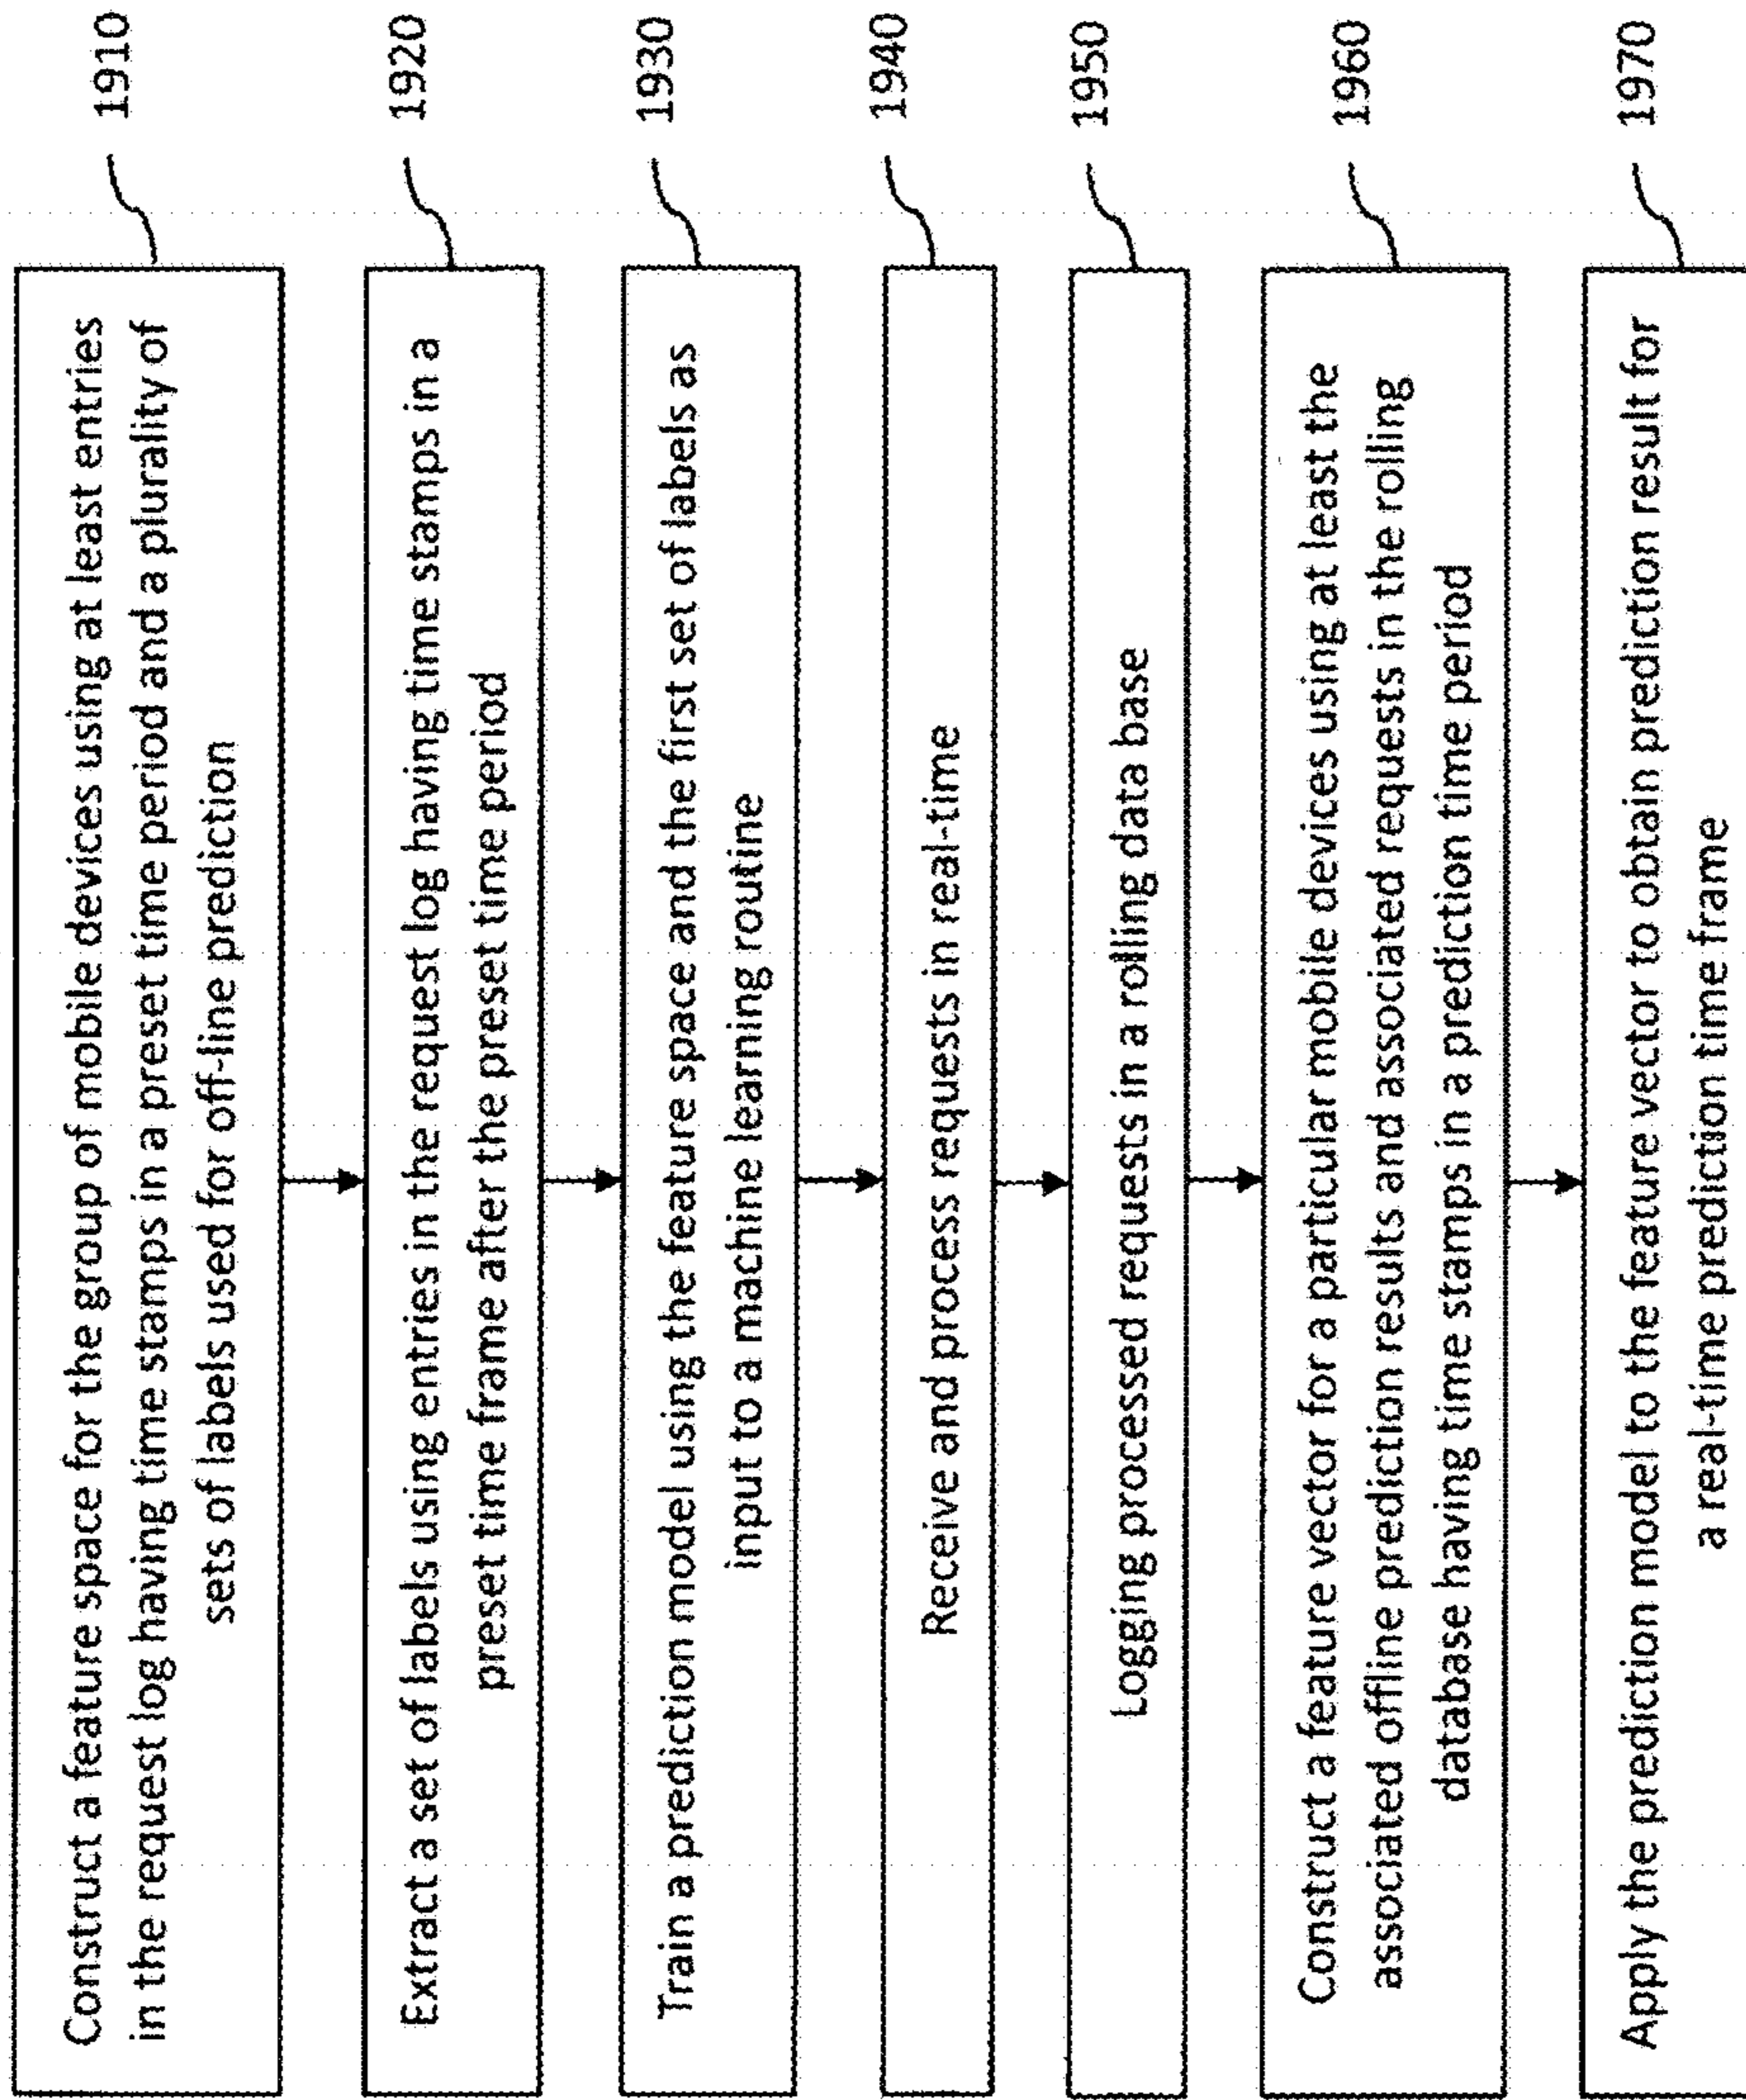 Construct a feature space for the group of mobile devices using at least entries
in the request log having time stamps in a preset time period and a plurality of
sets of labels used for off-line prediction
1910
Extract a set of labels using entries in the request log having time stamps in a
preset time frame after the preset time period
1920
Train a prediction model using the feature space and the first set of labels as
input to a machine learning routine
1930
Receive and process requests in real-time
1940
Logging processed requests in a rolling data base
1950
Construct a feature vector for a particular mobile devices using at least the
associated offline prediction results and associated requests in the rolling
database having time stamps in a prediction time period
1960
Apply the prediction model to the feature vector to obtain prediction result for
a real-time prediction time frame
1970